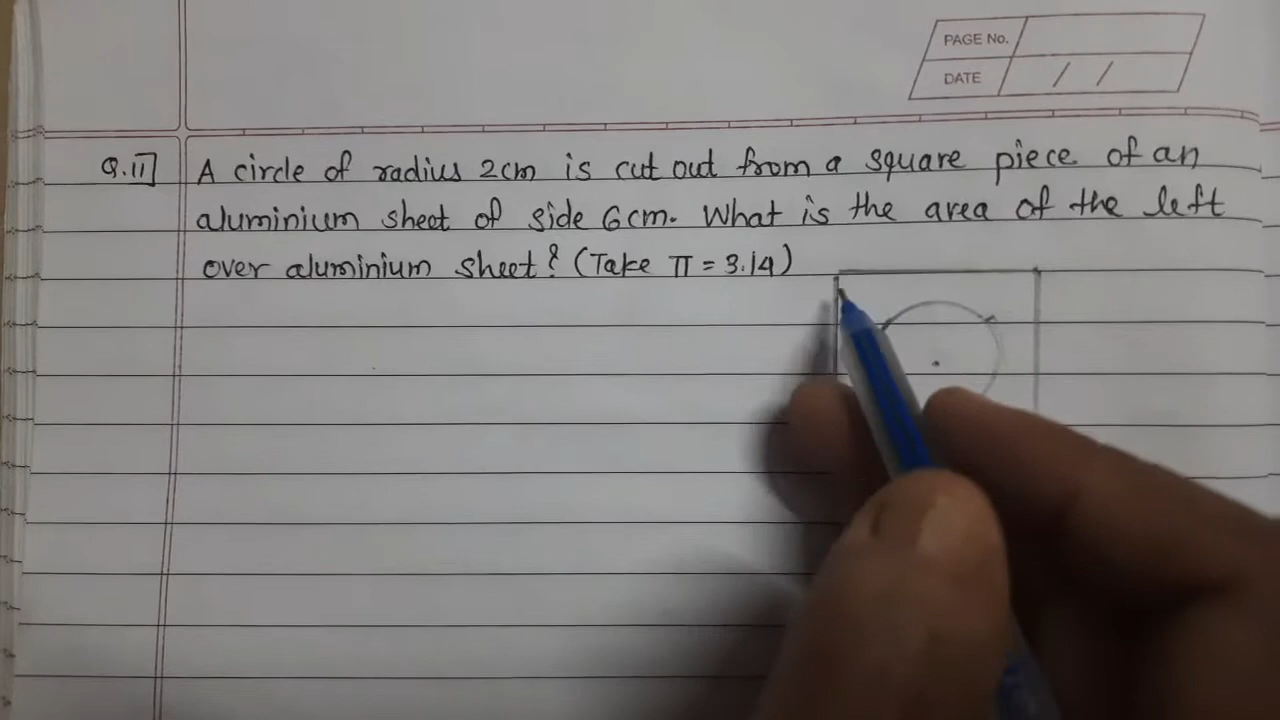 PAGE No.
DATE / /
Q.11 A circle of radius 2cm is cut out from a square piece of an
aluminium sheet of side 6cm. What is the area of the left
over aluminium sheet? (Take π = 3.14)